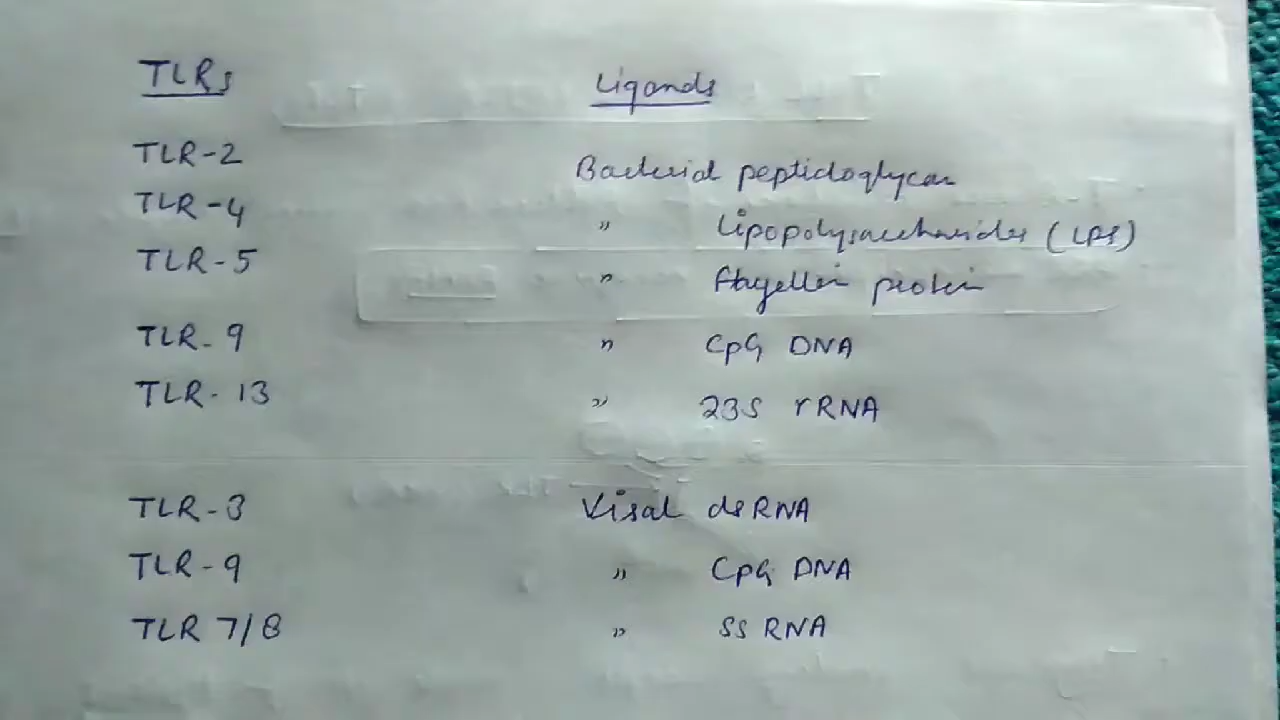 TLRs Ligands
TLR-2 Bacterial peptidoglycan
TLR-4 " Lipopolysaccharides (LPS)
TLR-5 " flagellin protein
TLR-9 " CpG DNA
TLR-13 " 23S rRNA
TLR-3 Viral dsRNA
TLR-9 " CpG DNA
TLR 7/8 " SS RNA